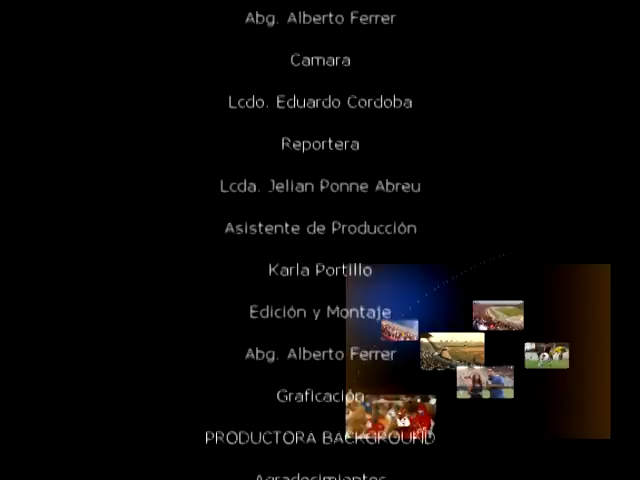 Abg. Alberto Ferrer
Camara
Lcdo. Eduardo Cordoba
Reportera
Lcda. Jelian Ponne Abreu
Asistente de Producción
Karla Portillo
Edición y Montaje
Abg. Alberto Ferrer
Graficación
PRODUCTORA BACKGROUND
Agradecimientos